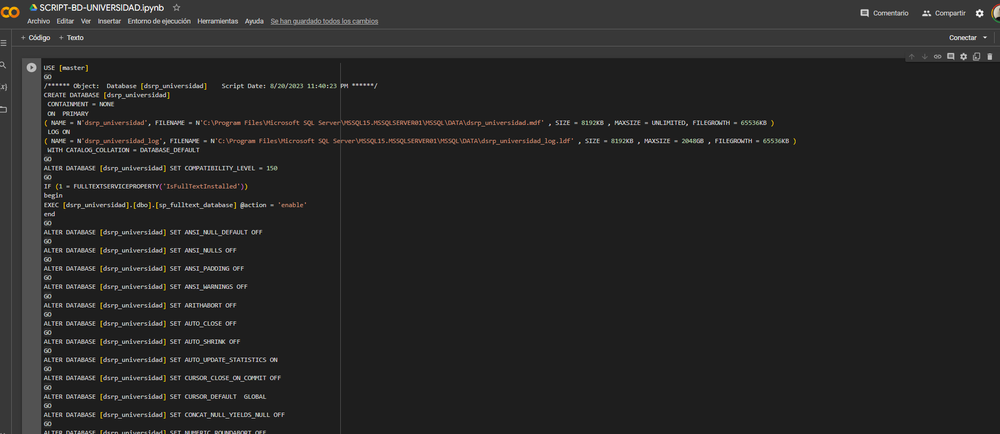 SCRIPT-BD-UNIVERSIDAD.ipynb
Archivo Editar Ver Insertar Entorno de ejecución Herramientas Ayuda Se han guardado todos los cambios
Comentario Compartir
+ Código + Texto
Conectar
USE [master]
GO
/****** Object:  Database [dsrp_universidad]    Script Date: 8/20/2023 11:40:23 PM ******/
CREATE DATABASE [dsrp_universidad]
 CONTAINMENT = NONE
 ON  PRIMARY
( NAME = N'dsrp_universidad', FILENAME = N'C:\Program Files\Microsoft SQL Server\MSSQL15.MSSQLSERVER01\MSSQL\DATA\dsrp_universidad.mdf' , SIZE = 8192KB , MAXSIZE = UNLIMITED, FILEGROWTH = 65536KB )
 LOG ON
( NAME = N'dsrp_universidad_log', FILENAME = N'C:\Program Files\Microsoft SQL Server\MSSQL15.MSSQLSERVER01\MSSQL\DATA\dsrp_universidad_log.ldf' , SIZE = 8192KB , MAXSIZE = 2048GB , FILEGROWTH = 65536KB )
 WITH CATALOG_COLLATION = DATABASE_DEFAULT
GO
ALTER DATABASE [dsrp_universidad] SET COMPATIBILITY_LEVEL = 150
GO
IF (1 = FULLTEXTSERVICEPROPERTY('IsFullTextInstalled'))
begin
EXEC [dsrp_universidad].[dbo].[sp_fulltext_database] @action = 'enable'
end
GO
ALTER DATABASE [dsrp_universidad] SET ANSI_NULL_DEFAULT OFF
GO
ALTER DATABASE [dsrp_universidad] SET ANSI_NULLS OFF
GO
ALTER DATABASE [dsrp_universidad] SET ANSI_PADDING OFF
GO
ALTER DATABASE [dsrp_universidad] SET ANSI_WARNINGS OFF
GO
ALTER DATABASE [dsrp_universidad] SET ARITHABORT OFF
GO
ALTER DATABASE [dsrp_universidad] SET AUTO_CLOSE OFF
GO
ALTER DATABASE [dsrp_universidad] SET AUTO_SHRINK OFF
GO
ALTER DATABASE [dsrp_universidad] SET AUTO_UPDATE_STATISTICS ON
GO
ALTER DATABASE [dsrp_universidad] SET CURSOR_CLOSE_ON_COMMIT OFF
GO
ALTER DATABASE [dsrp_universidad] SET CURSOR_DEFAULT  GLOBAL
GO
ALTER DATABASE [dsrp_universidad] SET CONCAT_NULL_YIELDS_NULL OFF
GO
ALTER DATABASE [dsrp_universidad] SET NUMERIC_ROUNDABORT OFF